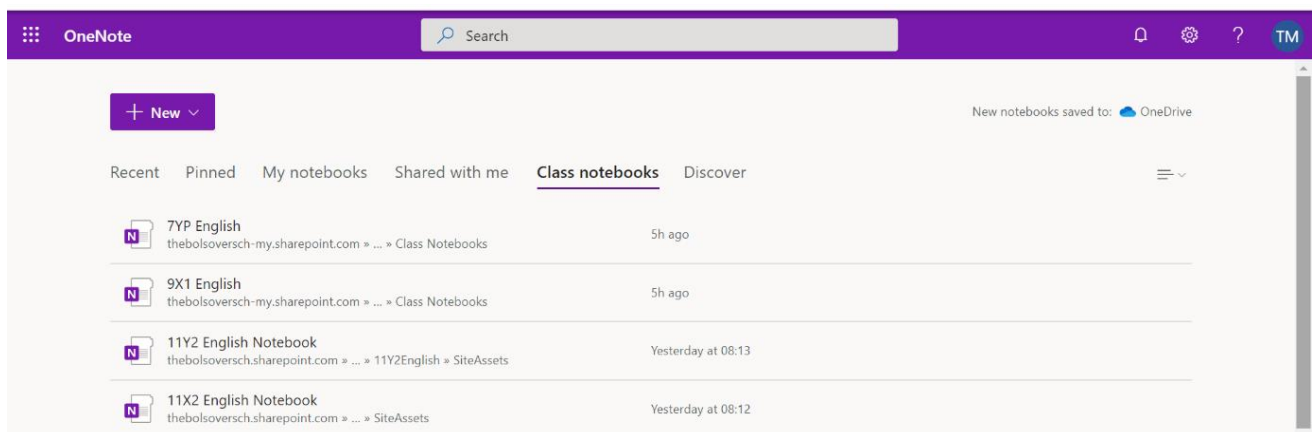 OneNote
Search
?
TM
+ New
New notebooks saved to: OneDrive
Recent Pinned My notebooks Shared with me Class notebooks Discover
7YP English
thebolsoversch-my.sharepoint.com » ... » Class Notebooks
5h ago
9X1 English
thebolsoversch-my.sharepoint.com » ... » Class Notebooks
5h ago
11Y2 English Notebook
thebolsoversch.sharepoint.com » ... » 11Y2English » SiteAssets
Yesterday at 08:13
11X2 English Notebook
thebolsoversch.sharepoint.com » ... » SiteAssets
Yesterday at 08:12